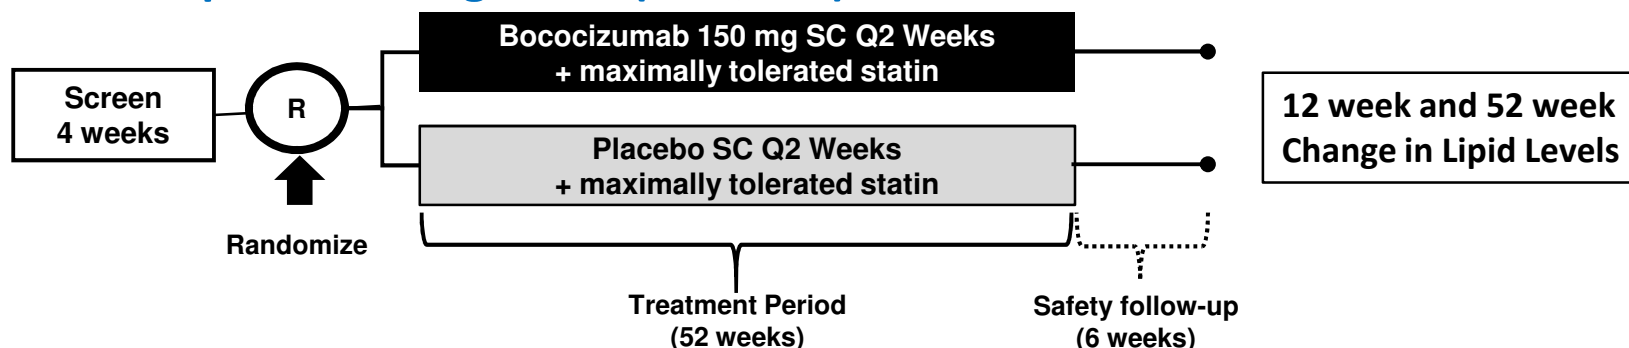 Bococizumab 150 mg SC Q2 Weeks
+ maximally tolerated statin
Screen
4 weeks
R
12 week and 52 week
Change in Lipid Levels
Placebo SC Q2 Weeks
+ maximally tolerated statin
Randomize
Treatment Period
(52 weeks)
Safety follow-up
(6 weeks)